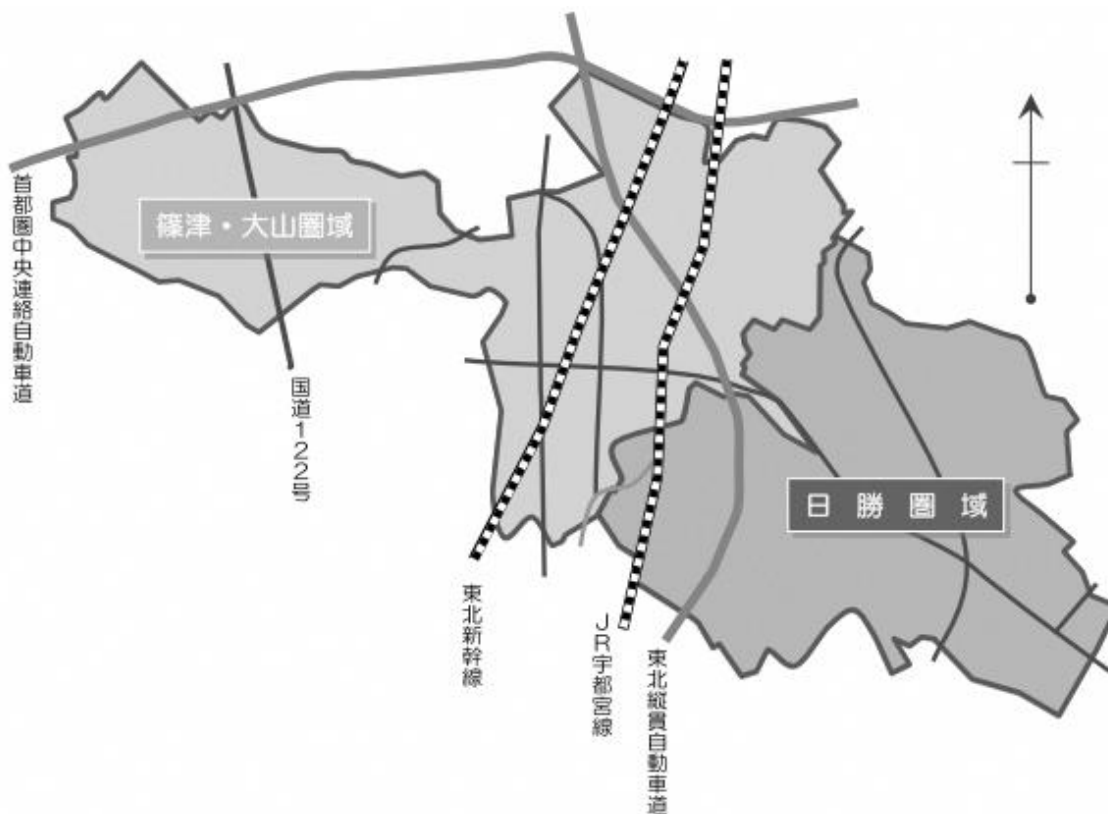 首都圏中央連絡自動車道
篠津・大山圏域
国道122号
日勝圏域
東北新幹線
JR宇都宮線
東北縦貫自動車道